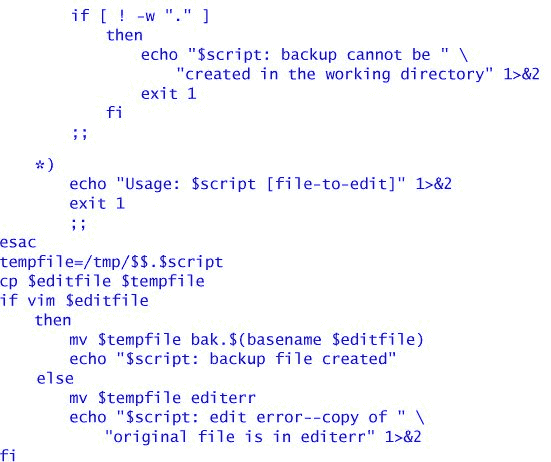 if [ ! -w "." ]
then
echo "$script: backup cannot be " \
"created in the working directory" 1>&2
exit 1
fi
;;
*)
echo "Usage: $script [file-to-edit]" 1>&2
exit 1
;;
esac
tempfile=/tmp/$$.$script
cp $editfile $tempfile
if vim $editfile
then
mv $tempfile bak.$(basename $editfile)
echo "$script: backup file created"
else
mv $tempfile editerr
echo "$script: edit error--copy of " \
"original file is in editerr" 1>&2
fi